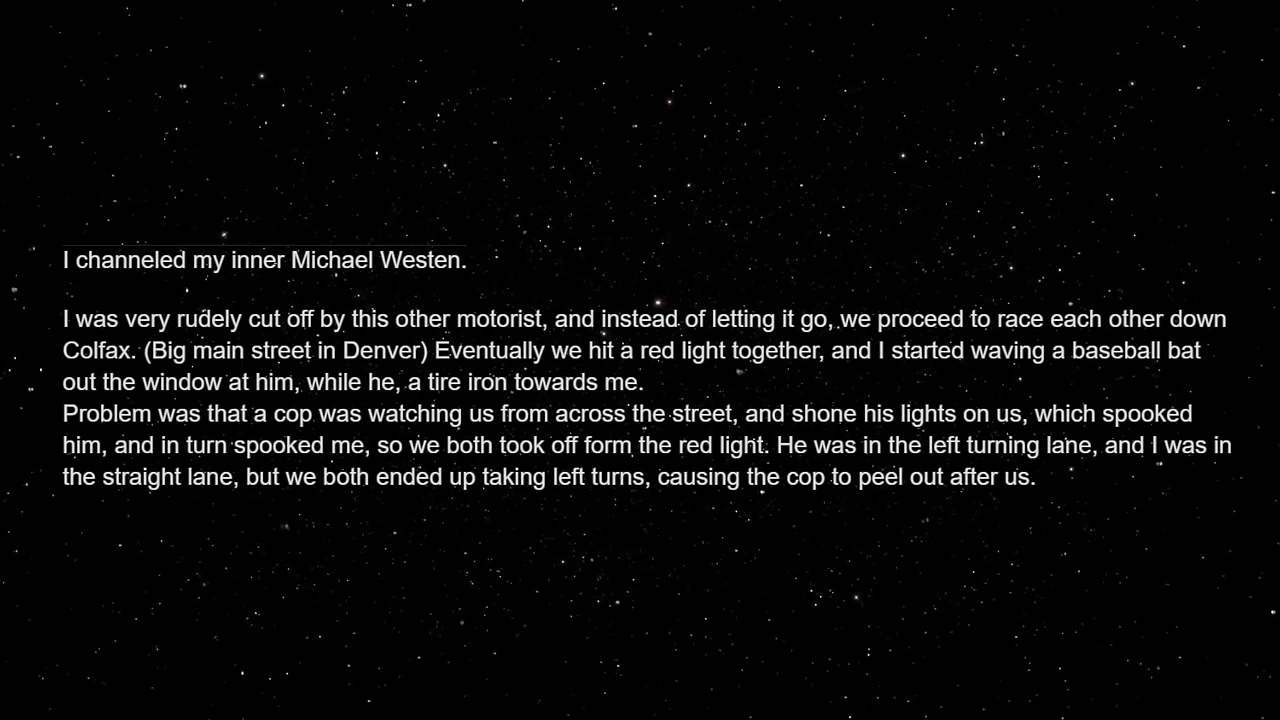 I channeled my inner Michael Westen.
I was very rudely cut off by this other motorist, and instead of letting it go, we proceed to race each other down
Colfax. (Big main street in Denver) Eventually we hit a red light together, and I started waving a baseball bat
out the window at him, while he, a tire iron towards me.
Problem was that a cop was watching us from across the street, and shone his lights on us, which spooked
him, and in turn spooked me, so we both took off form the red light. He was in the left turning lane, and I was in
the straight lane, but we both ended up taking left turns, causing the cop to peel out after us.